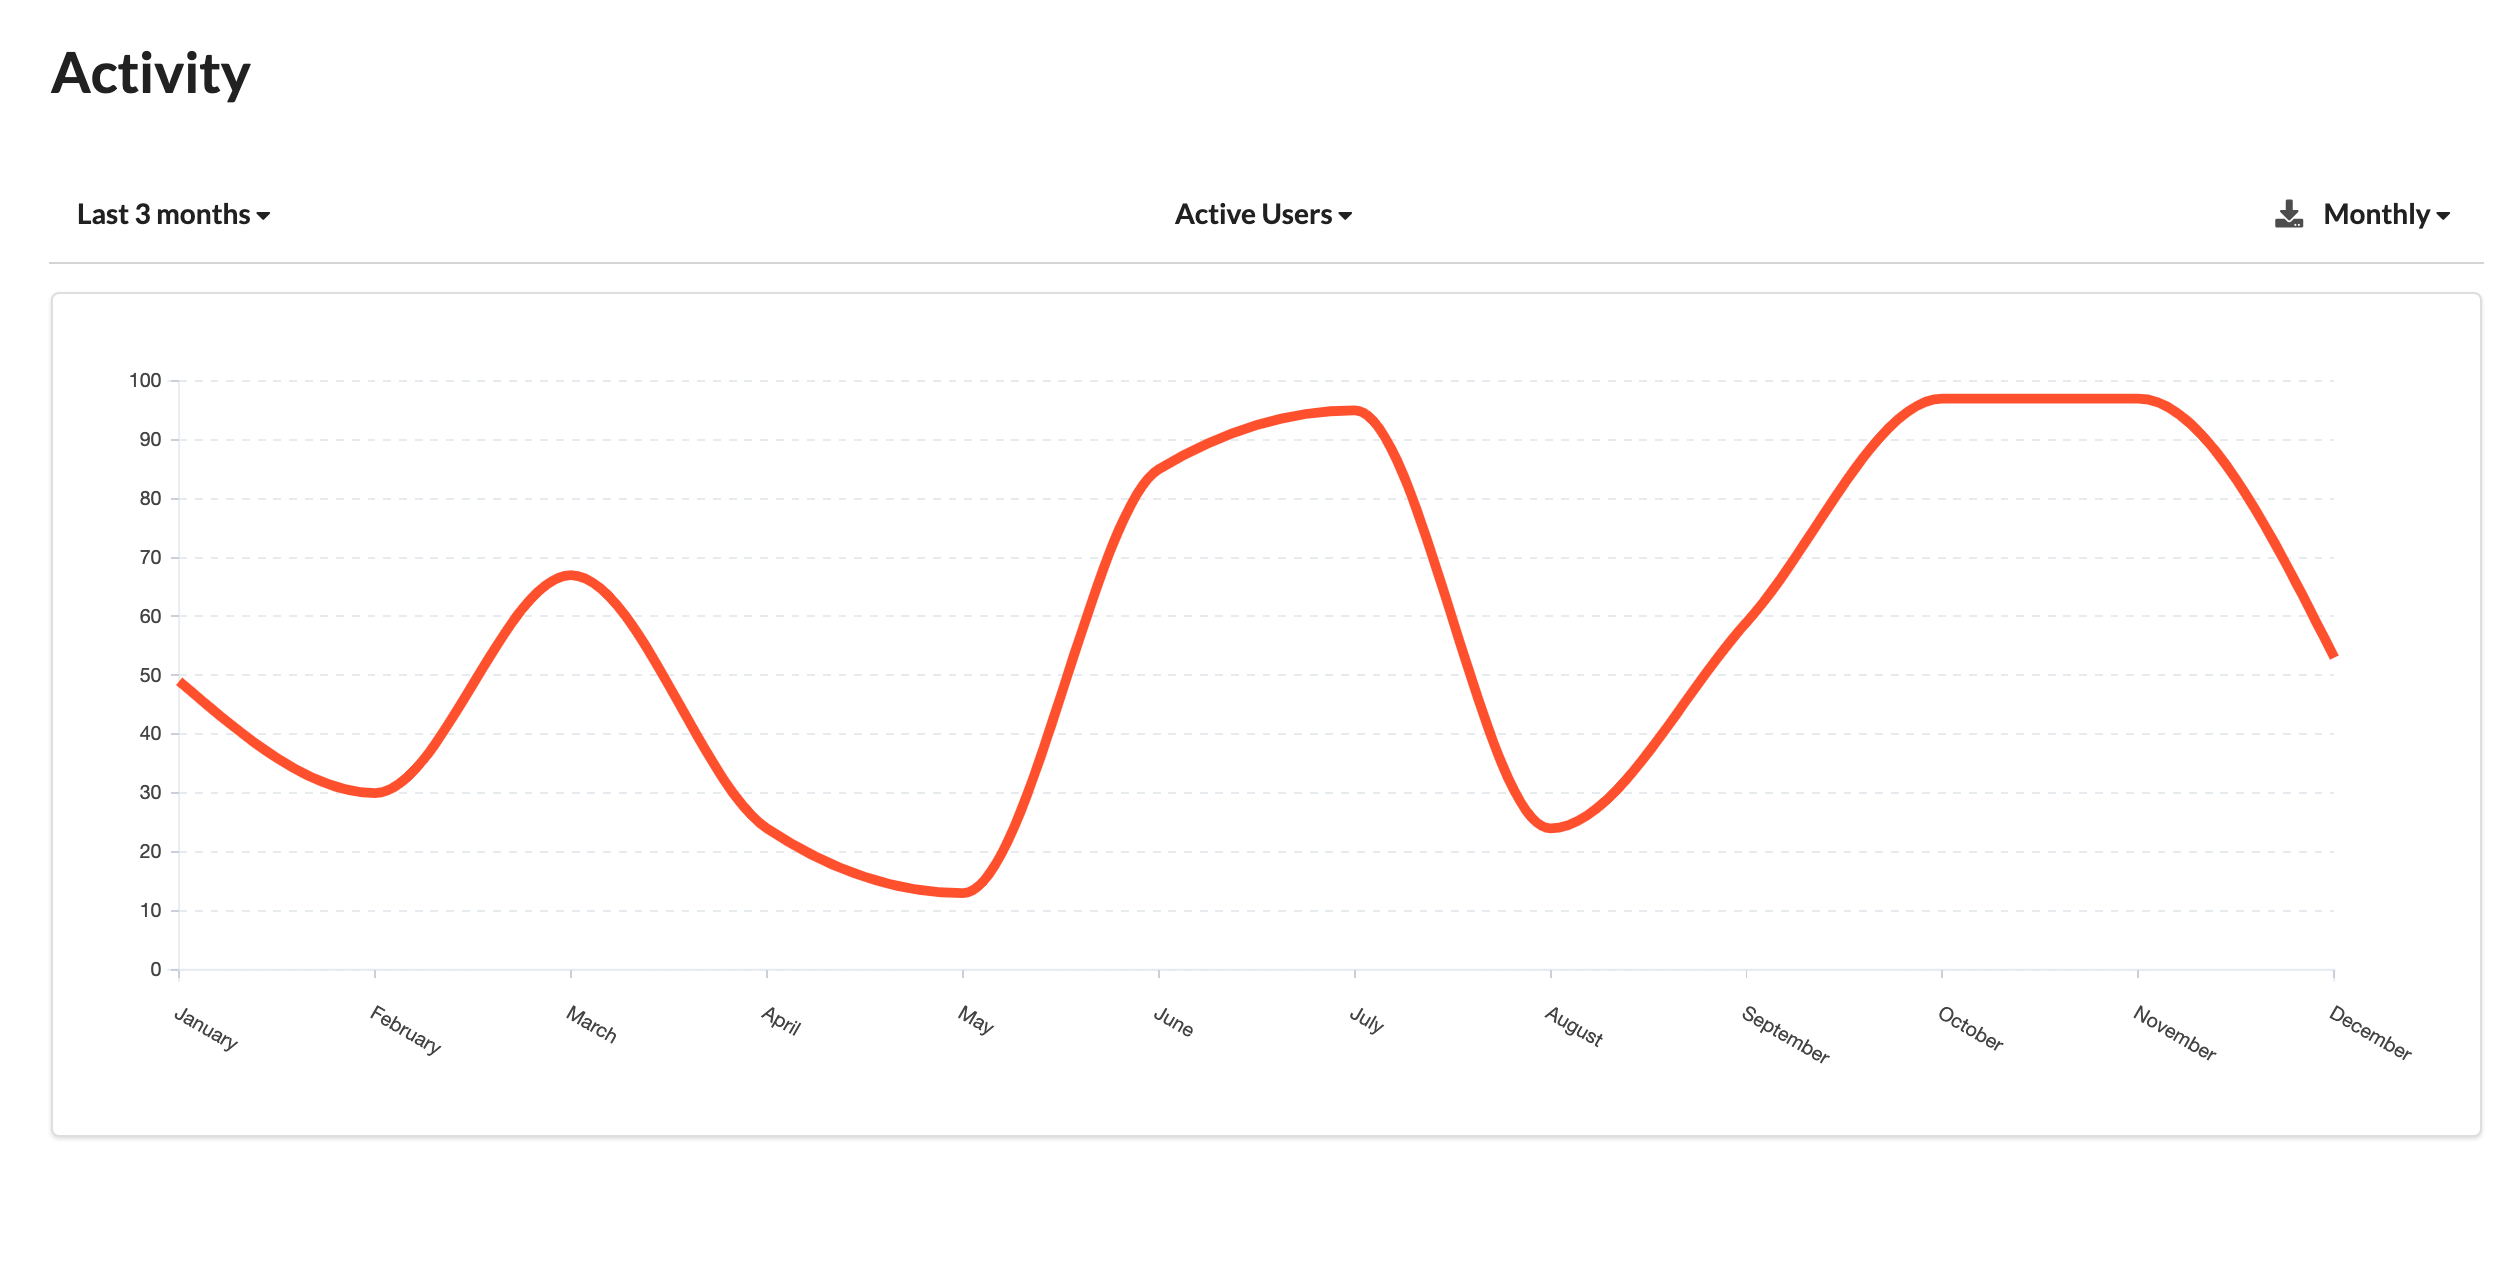 Activity
Last 3 months
Active Users
Monthly
100
90
80
70
60
50
40
30
20
10
0
January
February
March
April
May
June
July
August
September
October
November
December